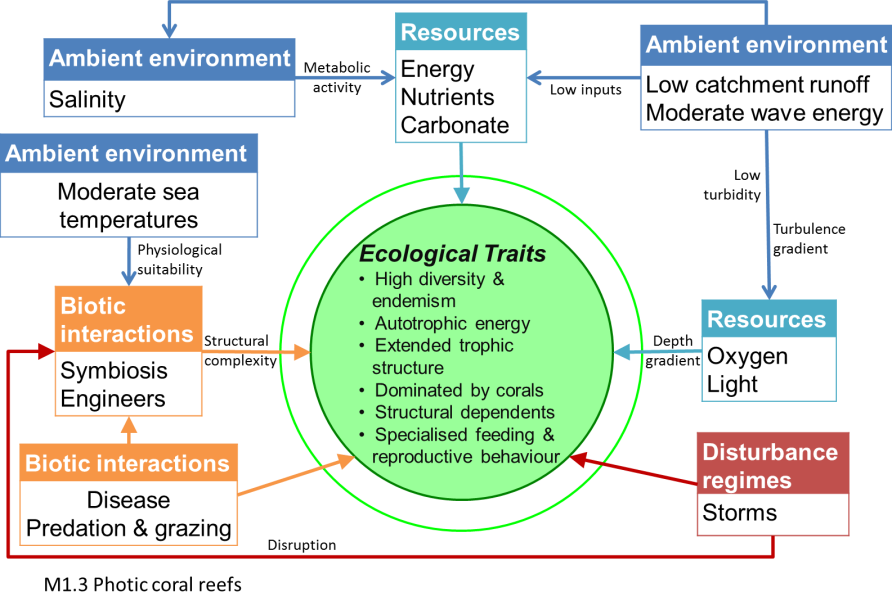 Ambient environment
Salinity
Metabolic
activity
Resources
Energy
Nutrients
Carbonate
Low inputs
Ambient environment
Low catchment runoff
Moderate wave energy
Ambient environment
Moderate sea
temperatures
Physiological
suitability
Low
turbidity
Turbulence
gradient
Ecological Traits
• High diversity &
endemism
• Autotrophic energy
• Extended trophic
structure
• Dominated by corals
• Structural dependents
• Specialised feeding &
reproductive behaviour
Biotic
interactions
Symbiosis
Engineers
Structural
complexity
Depth
gradient
Resources
Oxygen
Light
Biotic interactions
Disease
Predation & grazing
Disturbance
regimes
Storms
Disruption
M1.3 Photic coral reefs